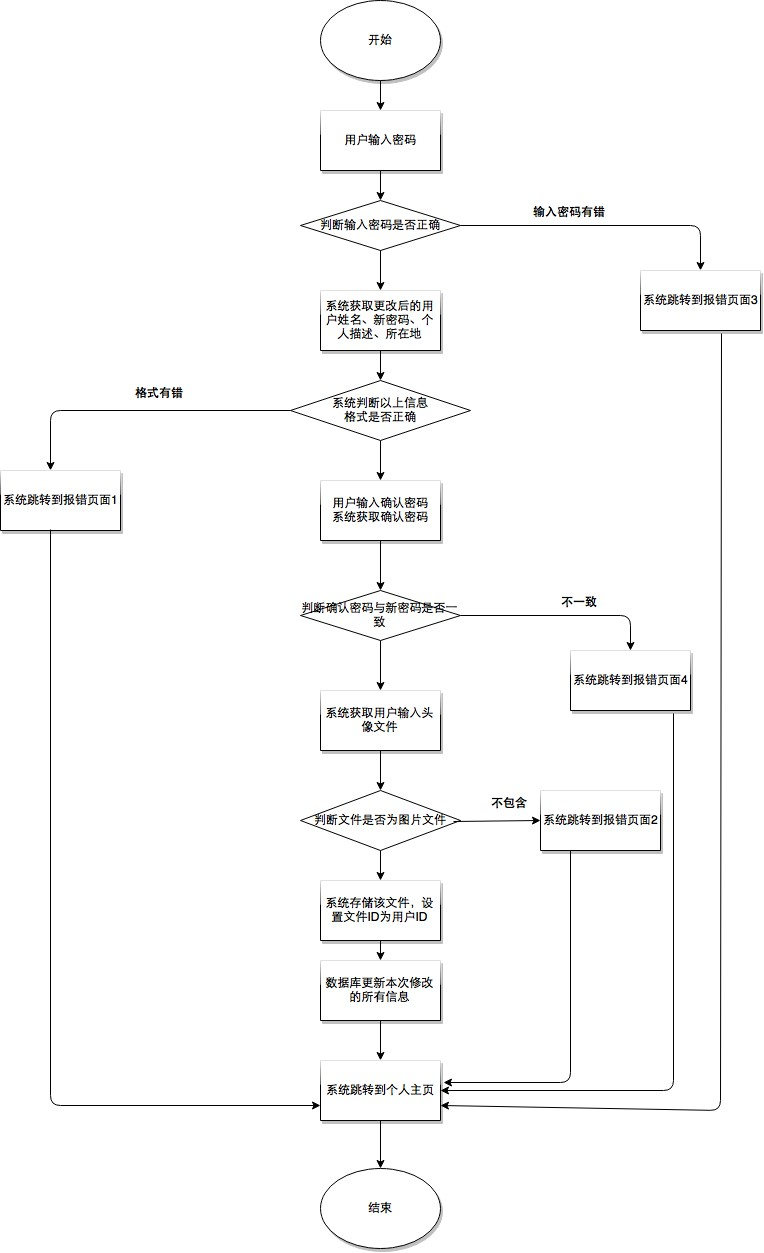 开始
用户输入密码
输入密码有错
判断输入密码是否正确
系统跳转到报错页面3
系统获取更改后的用
户姓名、新密码、个
人描述、所在地
格式有错
系统判断以上信息
格式是否正确
系统跳转到报错页面1
用户输入确认密码
系统获取确认密码
不一致
判断确认密码与新密码是否一
致
系统跳转到报错页面4
系统获取用户输入头
像文件
不包含
判断文件是否为图片文件
系统跳转到报错页面2
系统存储该文件，设
置文件ID为用户ID
数据库更新本次修改
的所有信息
系统跳转到个人主页
结束